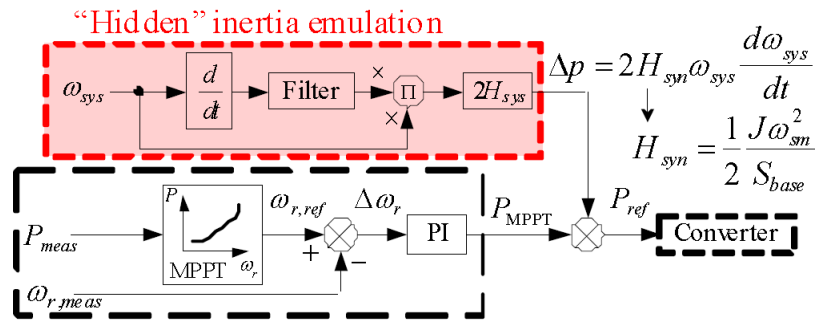 “Hidden” inertia emulation
ω_sys
d/dt
Filter
×
×
Π
2H_sys
Δp = 2H_syn ω_sys dω_sys/dt
H_syn = 1/2 Jω_sm^2/S_base
P_meas
P
MPPT
ω_r
ω_r,ref
+
−
Δω_r
PI
P_MPPT
P_ref
Converter
ω_r,meas